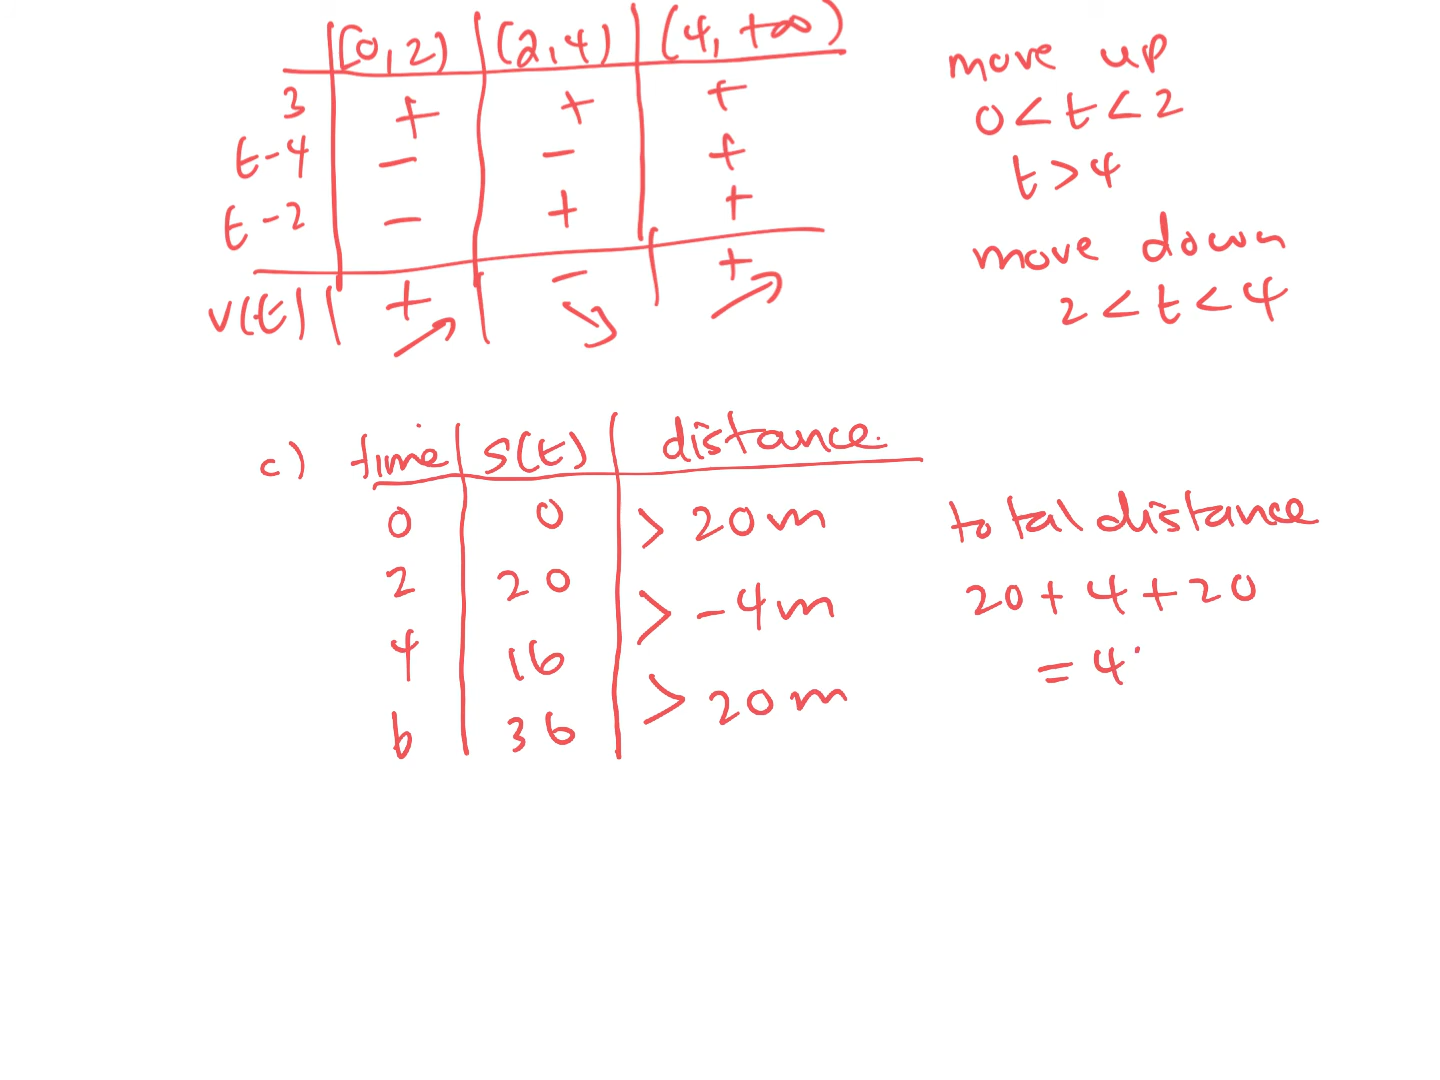 [0,2) (2,4) (4, +∞)
3 + + +
t-4 - - +
t-2 - + +
v(t) + - +
move up
0<t<2
t>4
move down
2<t<4
c) time s(t) distance
0 0 > 20m
2 20 > -4m
4 16 > 20m
6 36
total distance
20+4+20
= 4